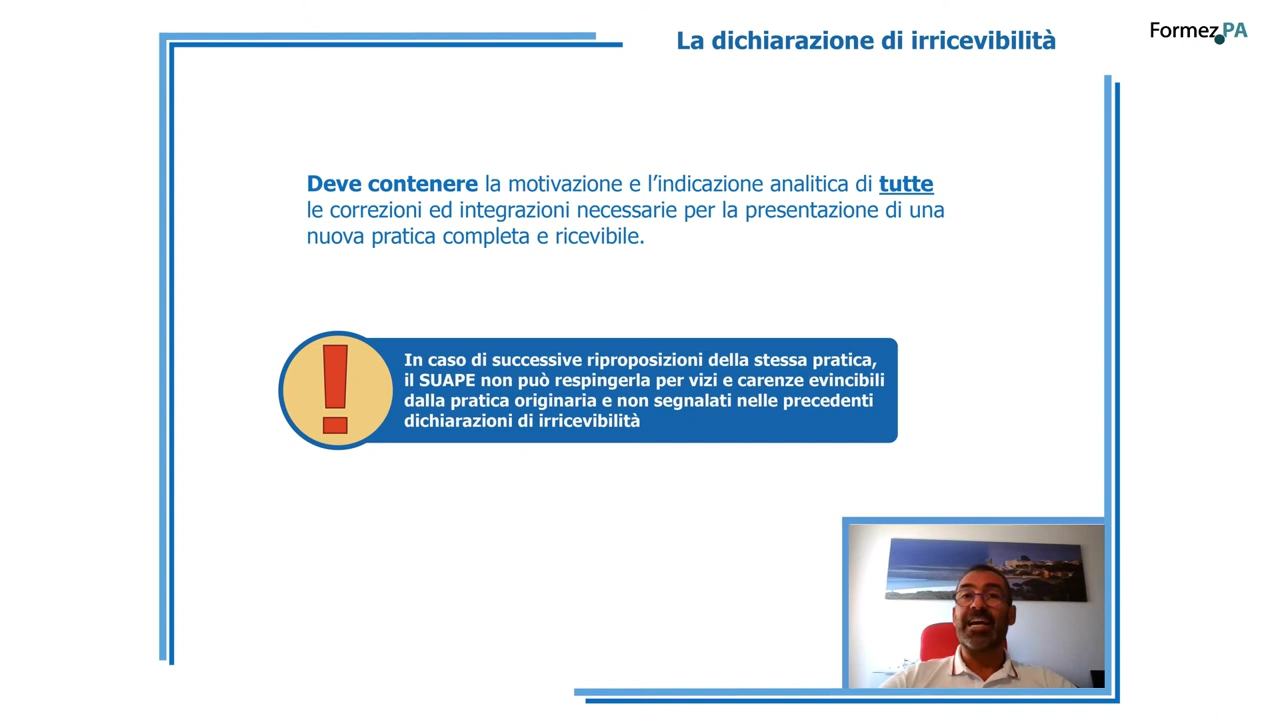 La dichiarazione di irricevibilità
Formez PA
Deve contenere la motivazione e l’indicazione analitica di tutte
le correzioni ed integrazioni necessarie per la presentazione di una
nuova pratica completa e ricevibile.
In caso di successive riproposizioni della stessa pratica,
il SUAPE non può respingerla per vizi e carenze evincibili
dalla pratica originaria e non segnalati nelle precedenti
dichiarazioni di irricevibilità